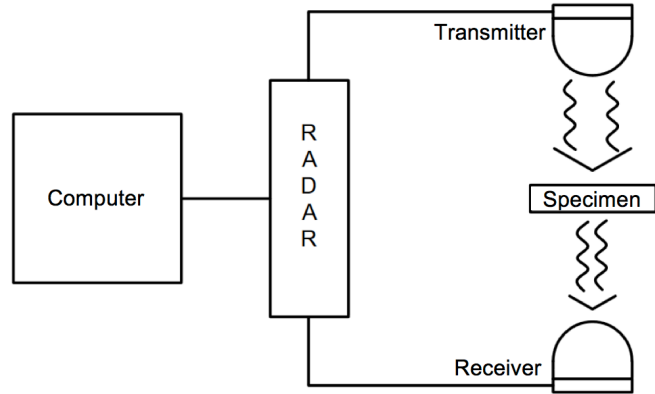 Transmitter
R
A
D
A
R
Computer
Specimen
Receiver